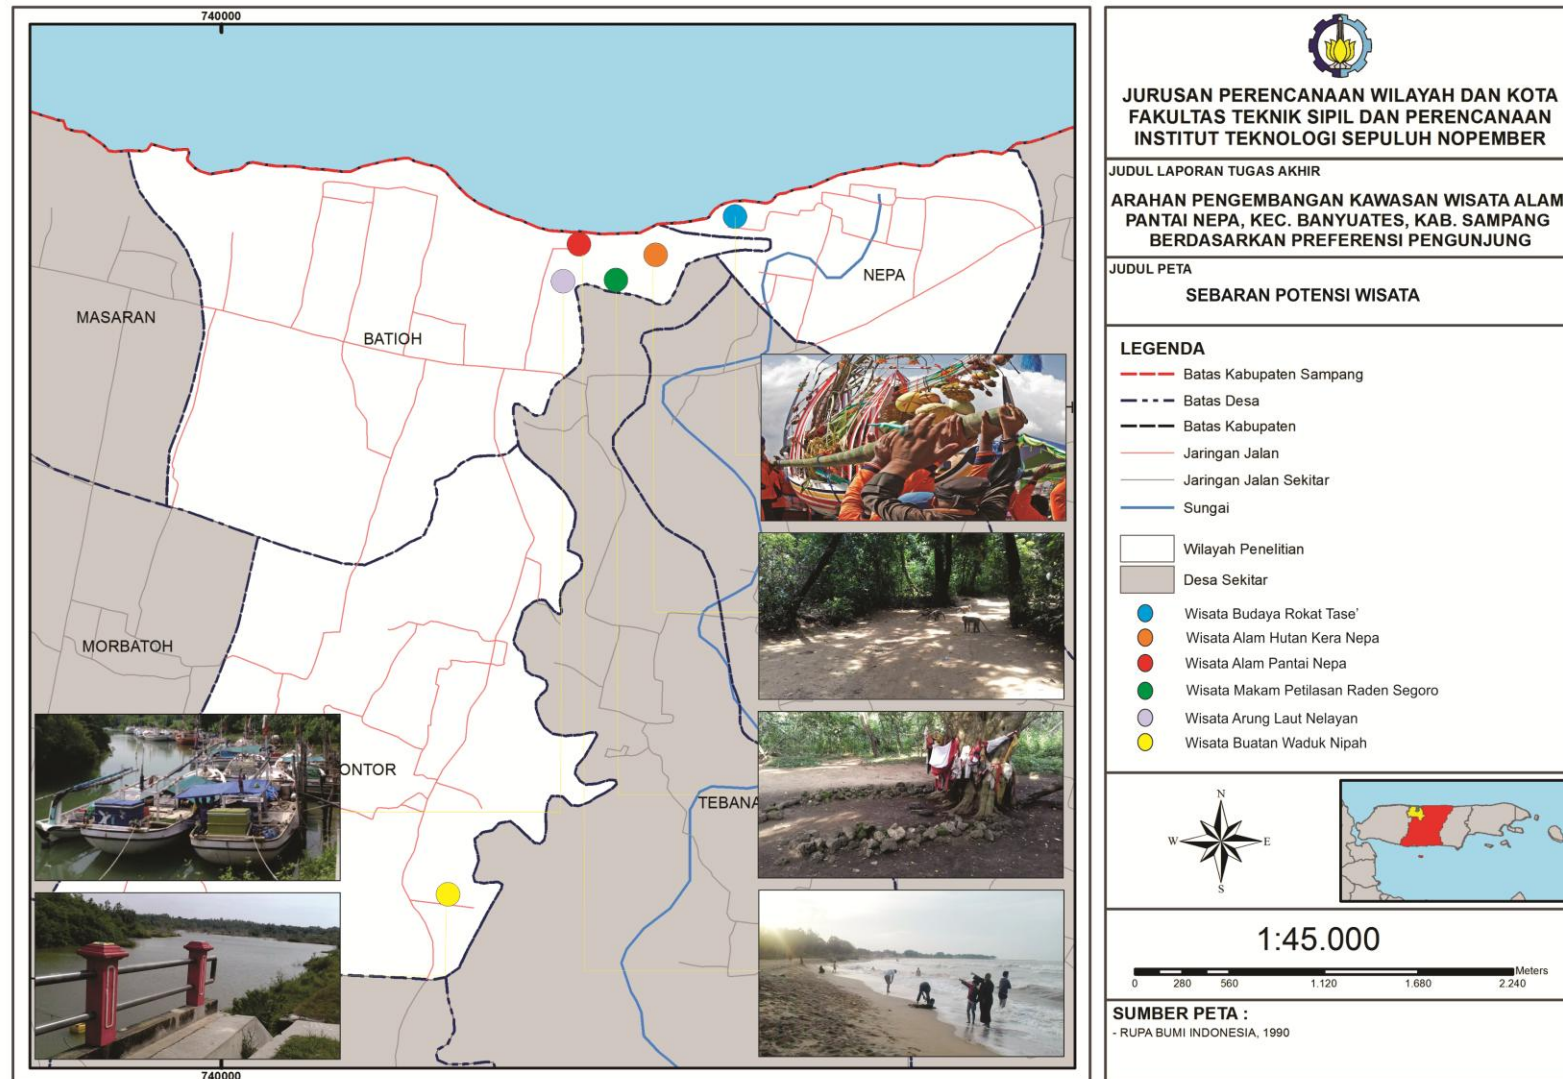 740000
MASARAN
BATIOH
NEPA
MORBATOH
ONTOR
TEBANA
740000
JURUSAN PERENCANAAN WILAYAH DAN KOTA
FAKULTAS TEKNIK SIPIL DAN PERENCANAAN
INSTITUT TEKNOLOGI SEPULUH NOPEMBER
JUDUL LAPORAN TUGAS AKHIR
ARAHAN PENGEMBANGAN KAWASAN WISATA ALAM
PANTAI NEPA, KEC. BANYUATES, KAB. SAMPANG
BERDASARKAN PREFERENSI PENGUNJUNG
JUDUL PETA
SEBARAN POTENSI WISATA
LEGENDA
Batas Kabupaten Sampang
Batas Desa
Batas Kabupaten
Jaringan Jalan
Jaringan Jalan Sekitar
Sungai
Wilayah Penelitian
Desa Sekitar
Wisata Budaya Rokat Tase'
Wisata Alam Hutan Kera Nepa
Wisata Alam Pantai Nepa
Wisata Makam Petilasan Raden Segoro
Wisata Arung Laut Nelayan
Wisata Buatan Waduk Nipah
N
W E
S
1:45.000
Meters
0 280 560 1.120 1.680 2.240
SUMBER PETA :
- RUPA BUMI INDONESIA, 1990